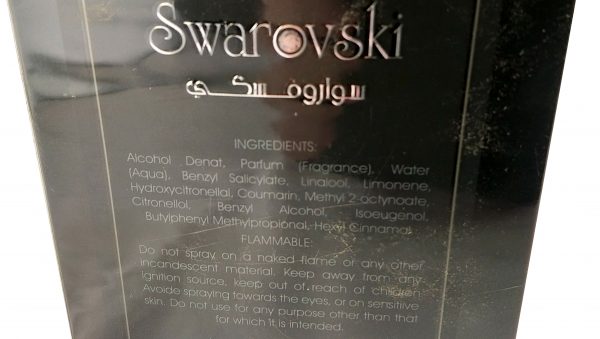 Swarovski
سواروفسكي
INGREDIENTS:
Alcohol Denat, Parfum (Fragrance), Water
(Aqua), Benzyl Salicylate, Linalool, Limonene,
Hydroxycitronellal, Coumarin, Methyl 2-octynoate,
Citronellol, Benzyl Alcohol, Isoeugenol,
Butylphenyl Methylpropional, Hexyl Cinnamal
FLAMMABLE:
Do not spray on a naked flame or any other
incandescent material. Keep away from any
Ignition source, keep out of reach of children
Avoide spraying towards the eyes, or on sensitive
skin. Do not use for any purpose other than that
for which it is intended.